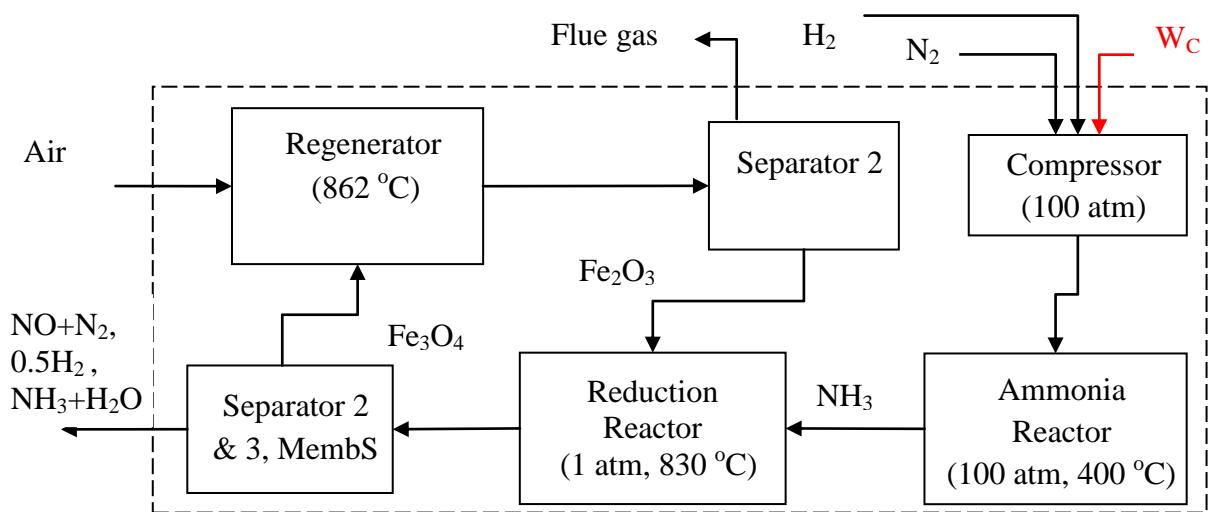 Flue gas
H₂
N₂
W_C
Air
Regenerator
(862 °C)
Separator 2
Compressor
(100 atm)
Fe₂O₃
NO+N₂,
0.5H₂ ,
NH₃+H₂O
Fe₃O₄
Separator 2
& 3, MembS
Reduction
Reactor
(1 atm, 830 °C)
NH₃
Ammonia
Reactor
(100 atm, 400 °C)